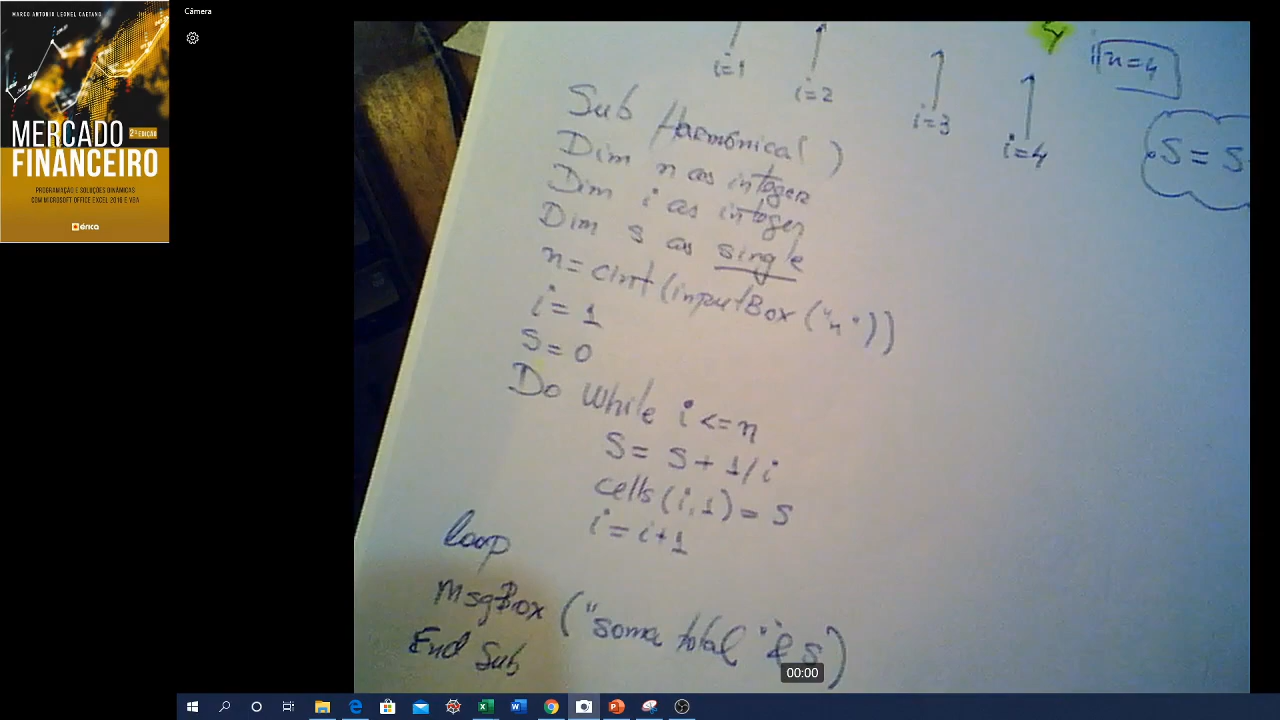 MARCO ANTONIO LEONEL CAETANO
MERCADO
2ª EDIÇÃO
FINANCEIRO
PROGRAMAÇÃO E SOLUÇÕES DINÂMICAS
COM MICROSOFT OFFICE EXCEL 2016 E VBA
érica
Câmera
i=1
i=2
i=3
i=4
n=4
S = S
Sub Harmônica( )
Dim n as integer
Dim i as integer
Dim s as single
n=cint(inputBox("n"))
i= 1
S= 0
Do While i <= n
S= S+ 1/i
cells(i,1)= S
i= i+1
loop
MsgBox ("soma total" & S)
End Sub
00:00